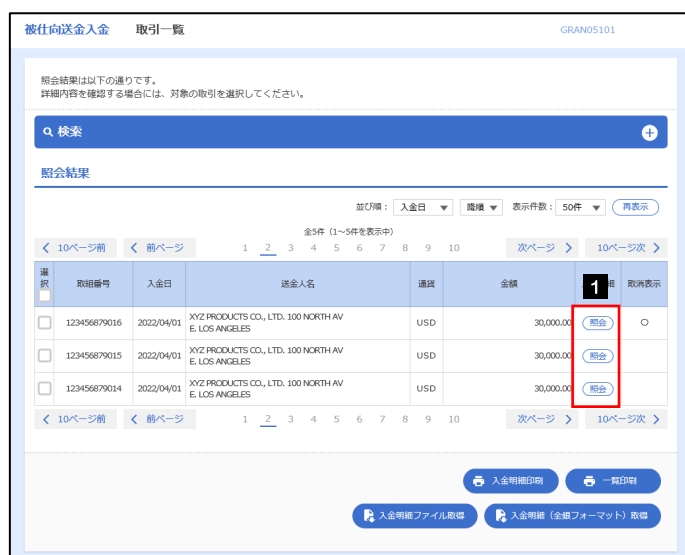 被仕向送金入金 取引一覧 GRAN05101
照会結果は以下の通りです。
詳細内容を確認する場合には、対象の取引を選択してください。
検索
照会結果
並び順： 入金日 ▼ 降順 ▼ 表示件数： 50件 ▼ 再表示
全5件（1～5件を表示中）
10ページ前 前ページ 1 2 3 4 5 6 7 8 9 10 次ページ 10ページ次
選択 取組番号 入金日 送金人名 通貨 金額 1 細 取消表示
123456879016 2022/04/01 XYZ PRODUCTS CO., LTD. 100 NORTH AV USD 30,000.00 照会 ○
E. LOS ANGELES
123456879015 2022/04/01 XYZ PRODUCTS CO., LTD. 100 NORTH AV USD 30,000.00 照会
E. LOS ANGELES
123456879014 2022/04/01 XYZ PRODUCTS CO., LTD. 100 NORTH AV USD 30,000.00 照会
E. LOS ANGELES
10ページ前 前ページ 1 2 3 4 5 6 7 8 9 10 次ページ 10ページ次
入金明細印刷 一覧印刷
入金明細ファイル取得 入金明細（全銀フォーマット）取得